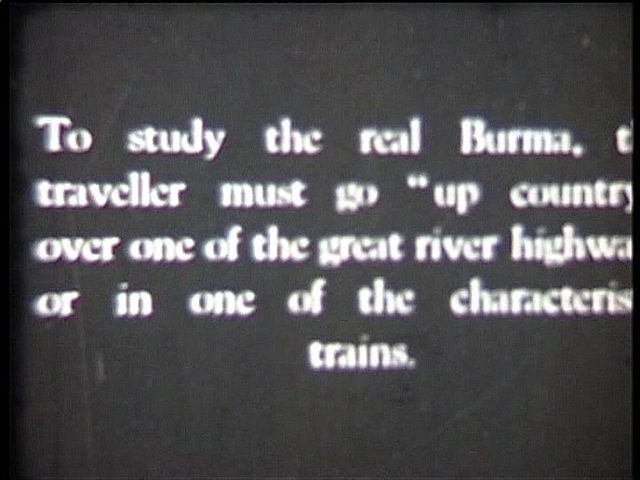 To study the real Burma, t
traveller must go "up country
over one of the great river highwa
or in one of the characteris
trains.